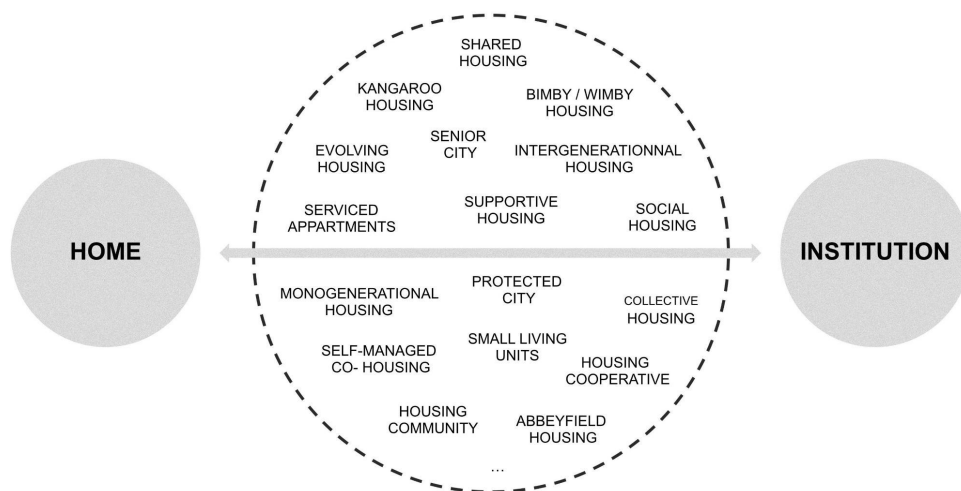 SHARED
HOUSING
KANGAROO
HOUSING
BIMBY / WIMBY
HOUSING
SENIOR
CITY
EVOLVING
HOUSING
INTERGENERATIONNAL
HOUSING
SERVICED
APPARTMENTS
SUPPORTIVE
HOUSING
SOCIAL
HOUSING
HOME
INSTITUTION
MONOGENERATIONAL
HOUSING
PROTECTED
CITY
COLLECTIVE
HOUSING
SELF-MANAGED
CO- HOUSING
SMALL LIVING
UNITS
HOUSING
COOPERATIVE
HOUSING
COMMUNITY
ABBEYFIELD
HOUSING
...